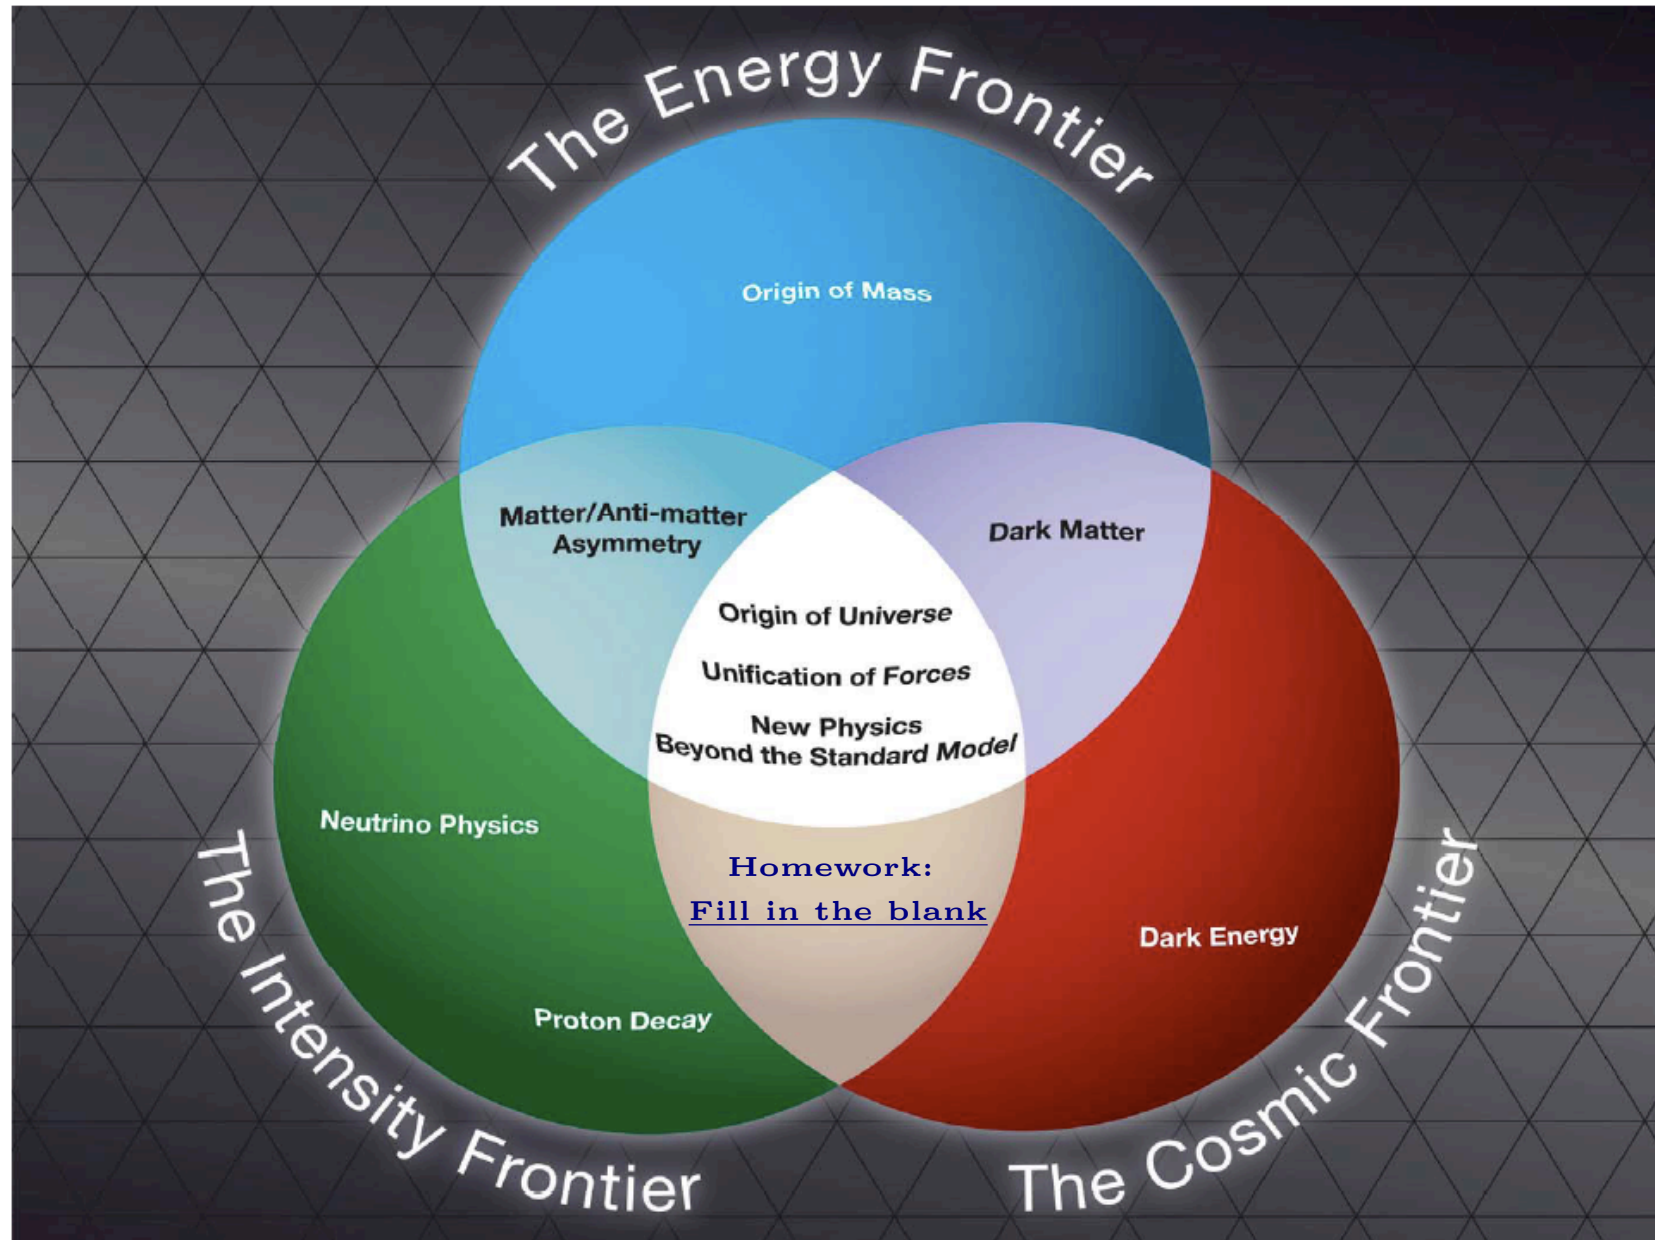 The Energy Frontier
Origin of Mass
Matter/Anti-matter
Asymmetry
Dark Matter
Origin of Universe
Unification of Forces
New Physics
Beyond the Standard Model
Neutrino Physics
Homework:
Fill in the blank
Dark Energy
Proton Decay
The Intensity Frontier
The Cosmic Frontier